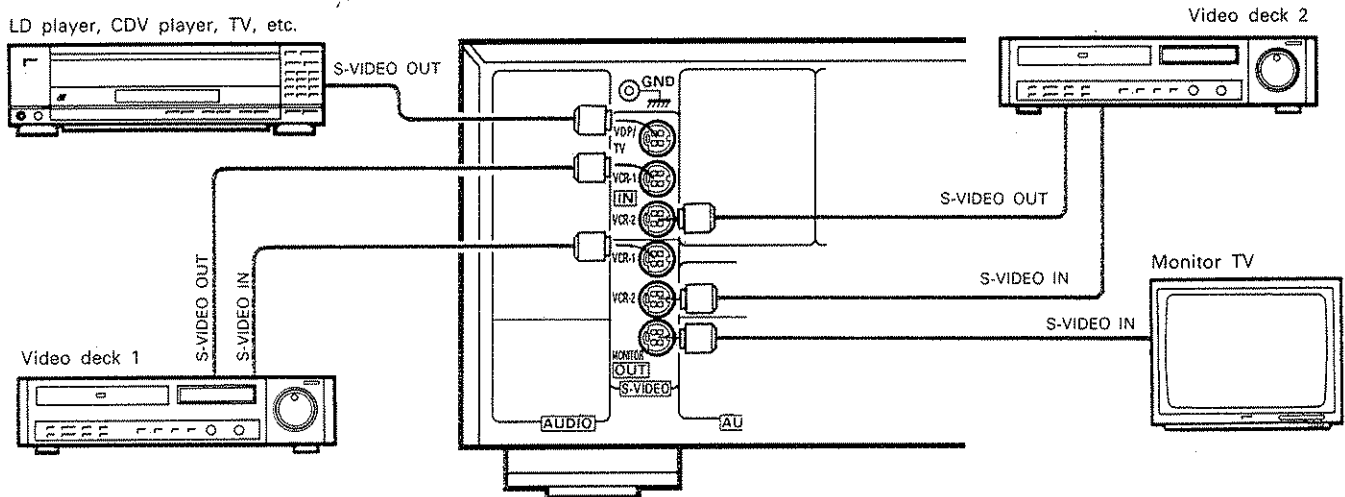 LD player, CDV player, TV, etc.
S-VIDEO OUT
Video deck 2
GND
VDP/
TV
VCR-1
IN
VCR-2
VCR-1
VCR-2
MONITOR
OUT
S-VIDEO
AUDIO
AU
S-VIDEO OUT
S-VIDEO IN
S-VIDEO IN
Monitor TV
S-VIDEO OUT
S-VIDEO IN
Video deck 1